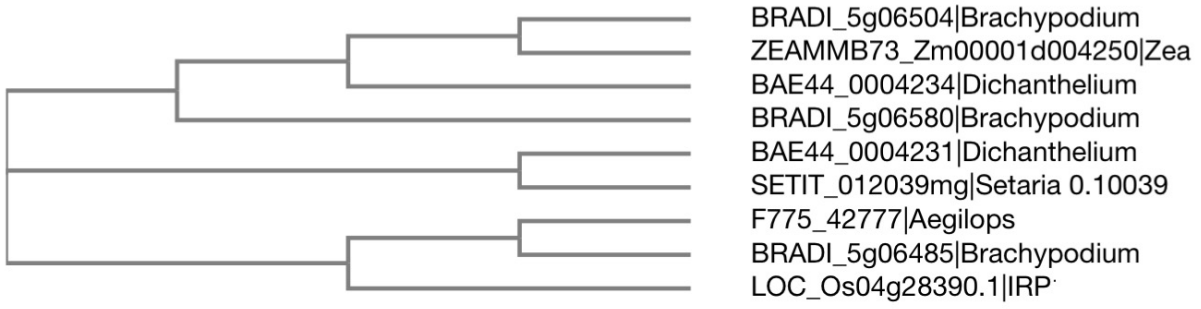 BRADI_5g06504|Brachypodium
ZEAMMB73_Zm00001d004250|Zea
BAE44_0004234|Dichanthelium
BRADI_5g06580|Brachypodium
BAE44_0004231|Dichanthelium
SETIT_012039mg|Setaria 0.10039
F775_42777|Aegilops
BRADI_5g06485|Brachypodium
LOC_Os04g28390.1|IRP